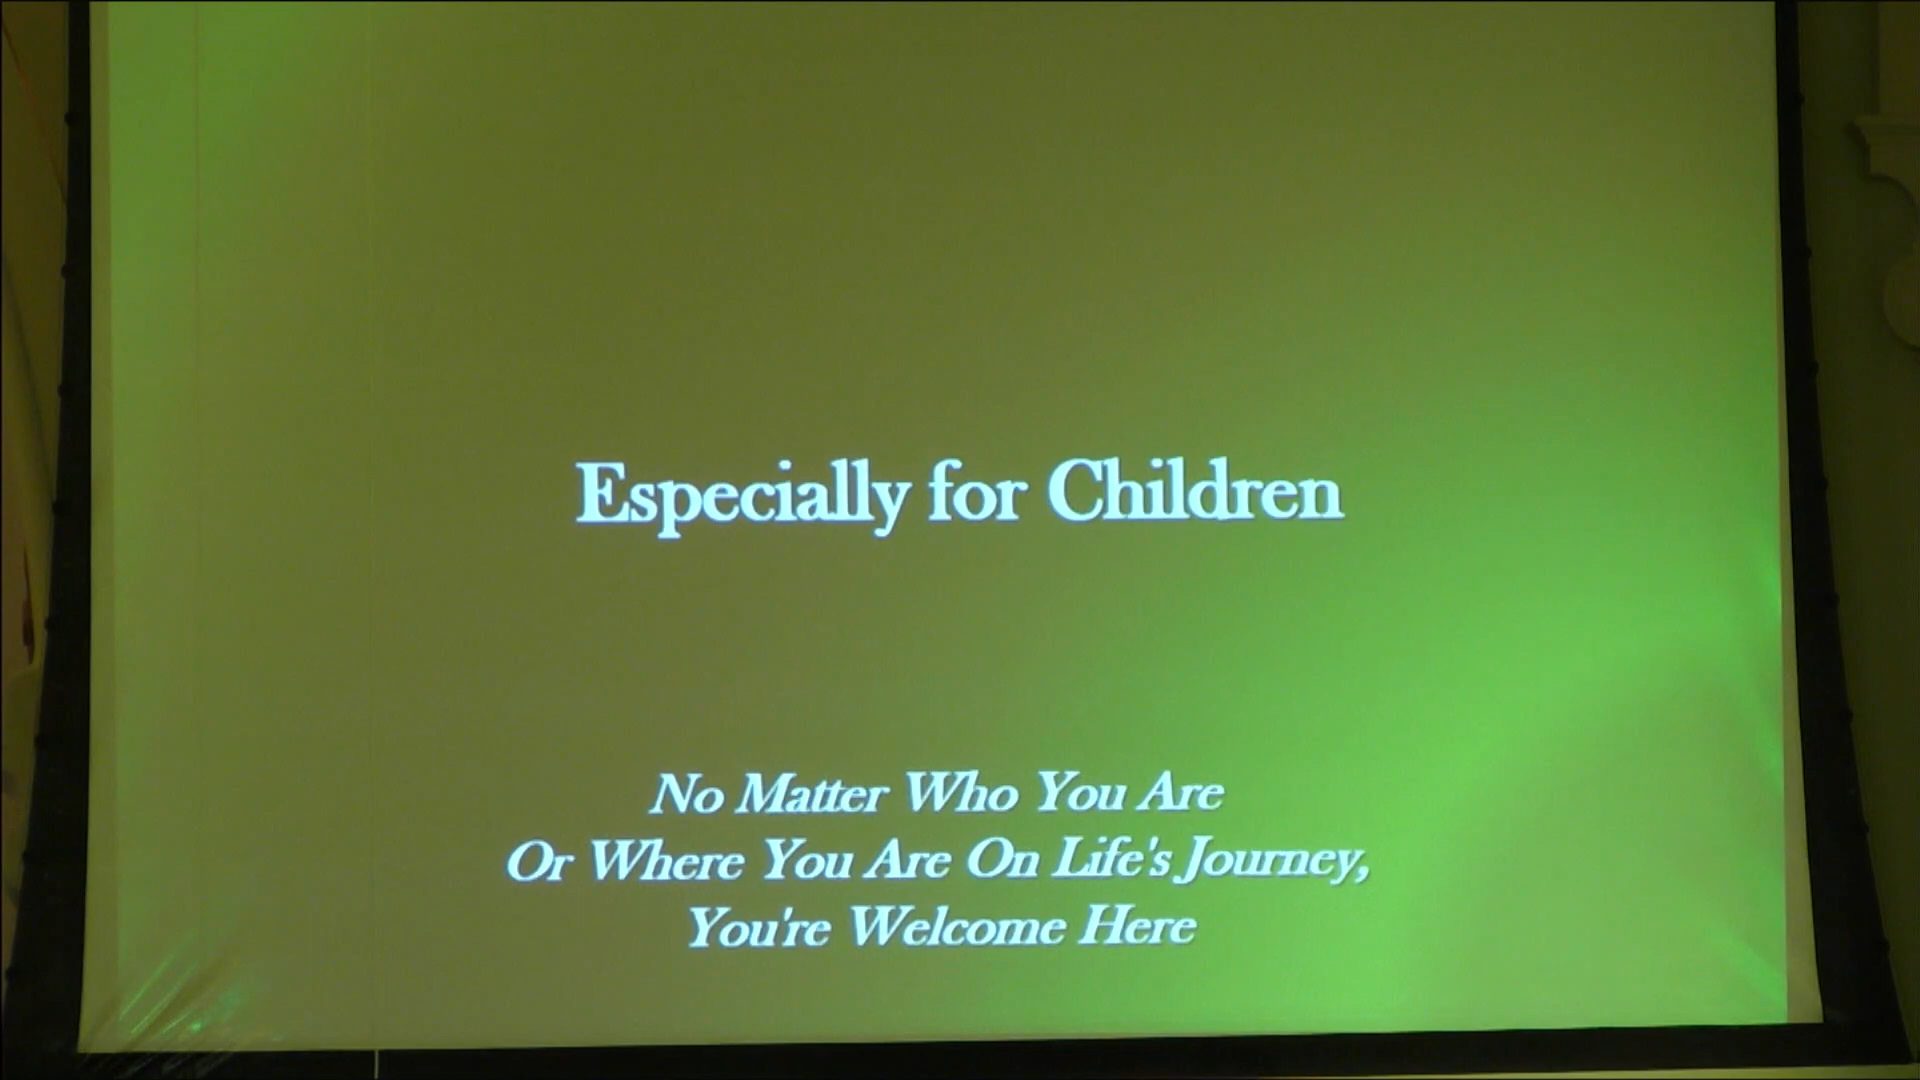 Especially for Children
No Matter Who You Are
Or Where You Are On Life's Journey,
You're Welcome Here